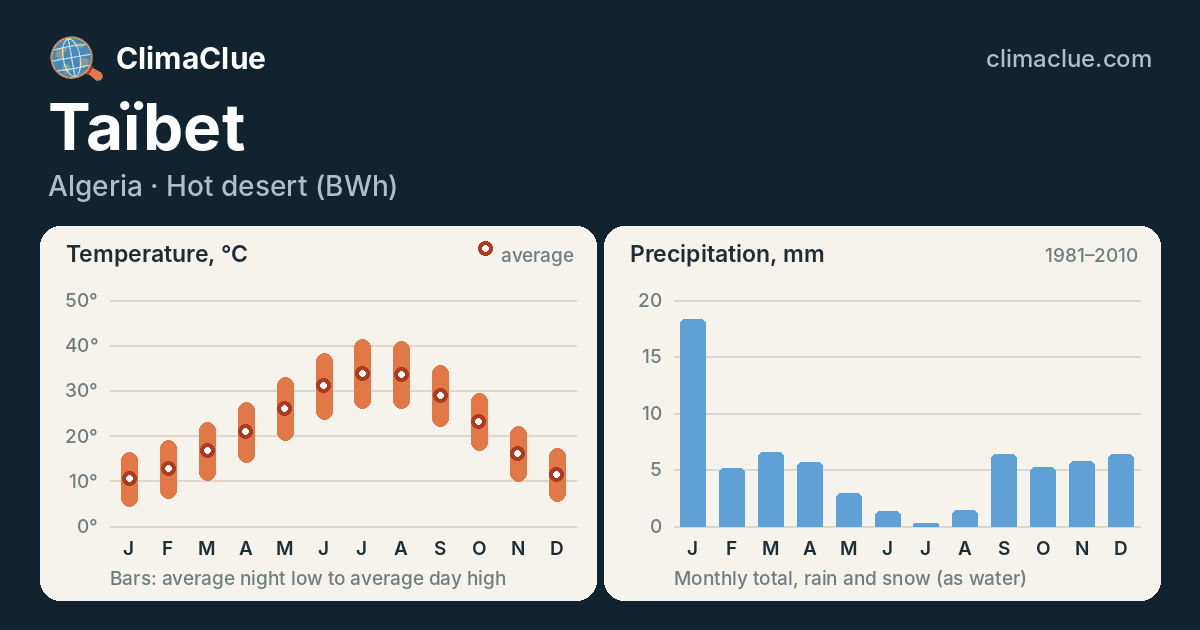 ClimaClue
climaclue.com
Taïbet
Algeria · Hot desert (BWh)
Temperature, °C
average
50°
40°
30°
20°
10°
0°
J F M A M J J A S O N D
Bars: average night low to average day high
Precipitation, mm
1981–2010
20
15
10
5
0
J F M A M J J A S O N D
Monthly total, rain and snow (as water)